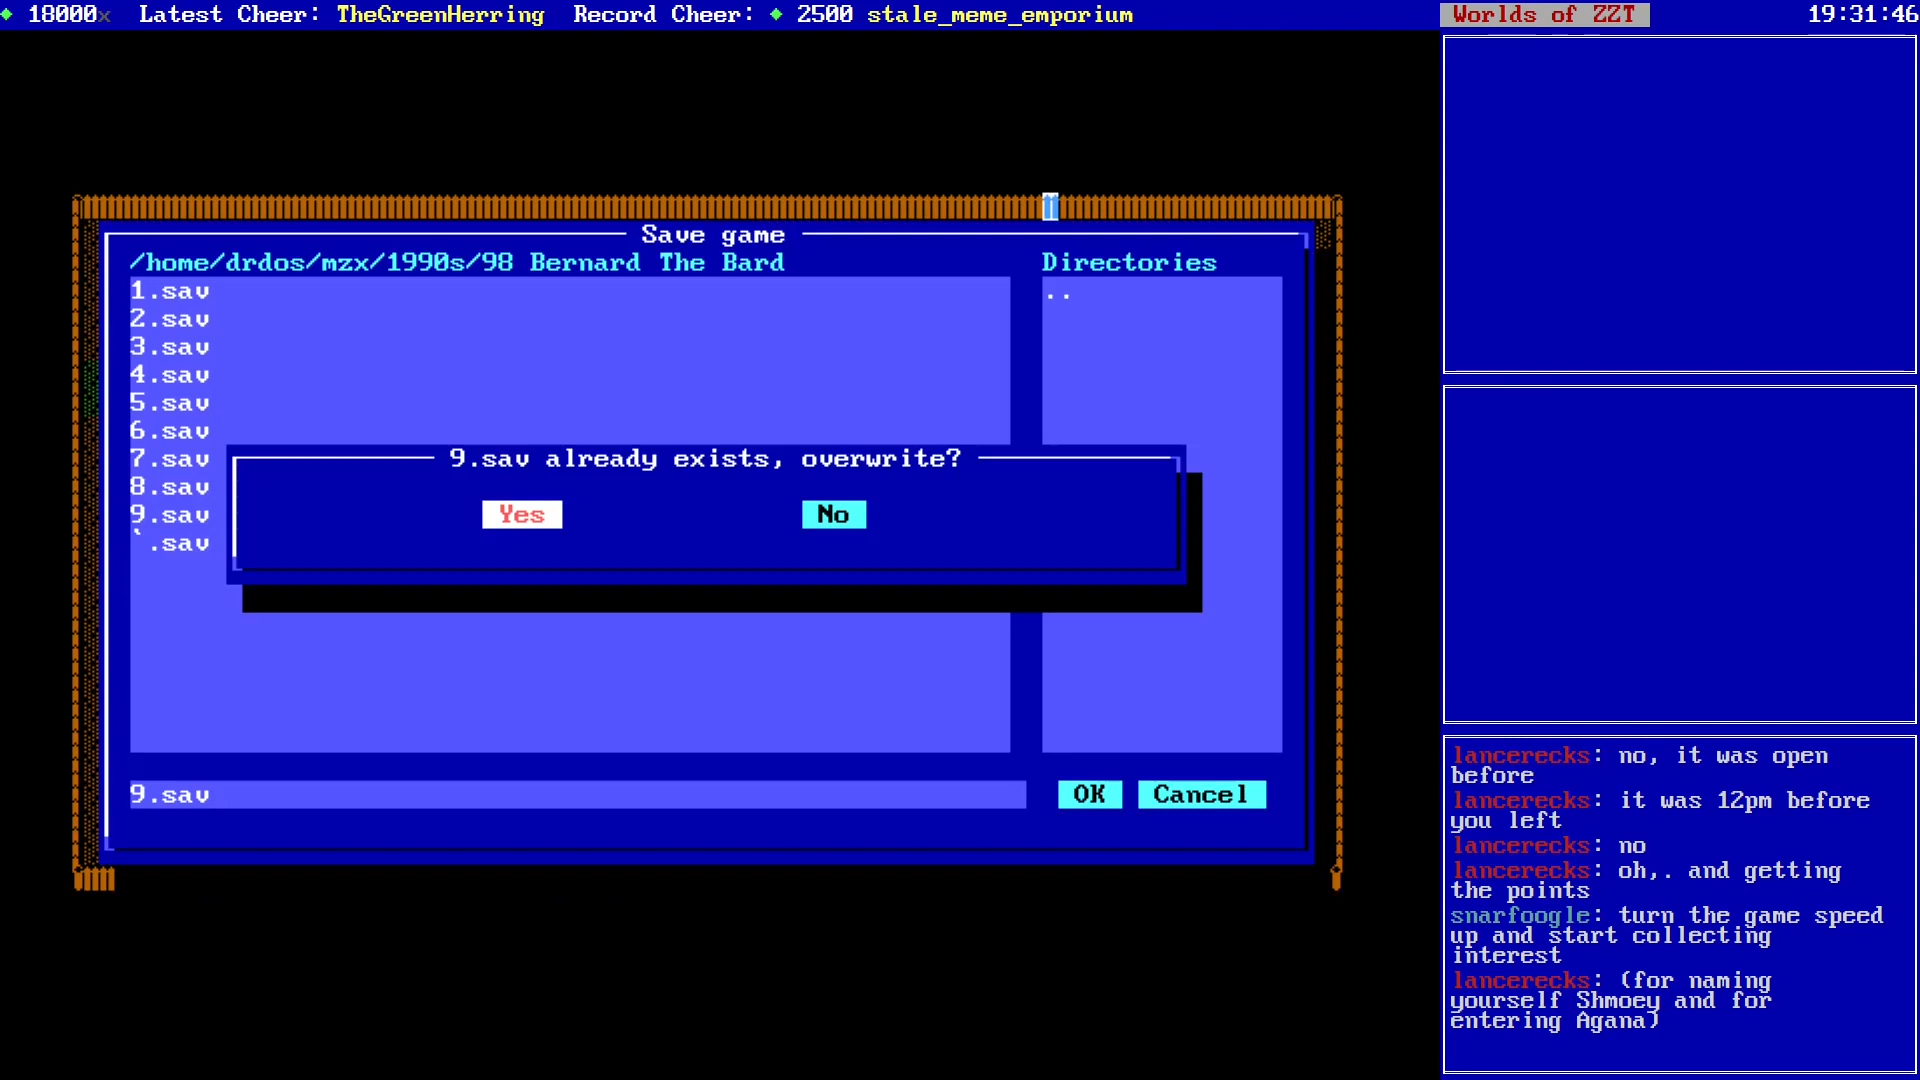 18000x Latest Cheer: TheGreenHerring Record Cheer: 2500 stale_meme_emporium
Worlds of ZZT 19:31:46
Save game
/home/drdos/mzx/1990s/98 Bernard The Bard
Directories
1.sav
..
2.sav
3.sav
4.sav
5.sav
6.sav
7.sav
8.sav
9.sav
`.sav
9.sav already exists, overwrite?
Yes No
9.sav
OK Cancel
lancerecks: no, it was open
before
lancerecks: it was 12pm before
you left
lancerecks: no
lancerecks: oh,. and getting
the points
snarfoogle: turn the game speed
up and start collecting
interest
lancerecks: (for naming
yourself Shmoey and for
entering Agana)